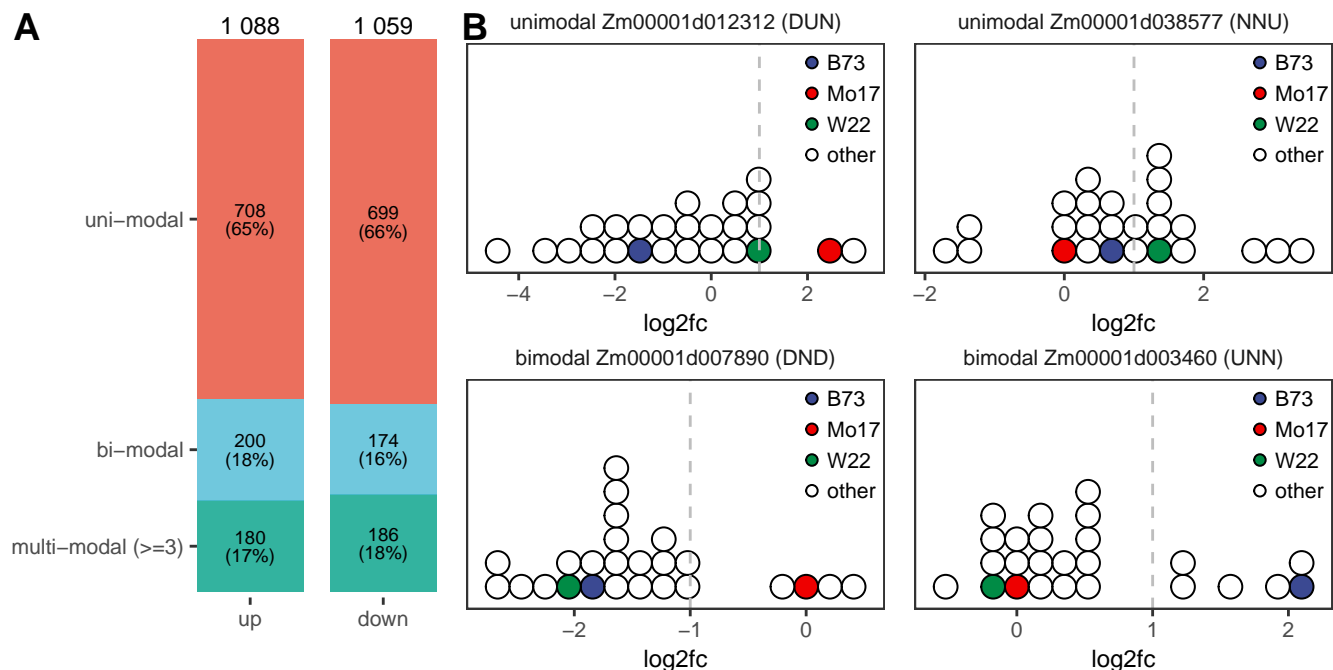 A
1 088
1 059
uni−modal
bi−modal
multi−modal (>=3)
708
(65%)
699
(66%)
200
(18%)
174
(16%)
180
(17%)
186
(18%)
up
down
B
unimodal Zm00001d012312 (DUN)
B73
Mo17
W22
other
−4
−2
0
2
log2fc
unimodal Zm00001d038577 (NNU)
B73
Mo17
W22
other
−2
0
2
log2fc
bimodal Zm00001d007890 (DND)
B73
Mo17
W22
other
−2
−1
0
log2fc
bimodal Zm00001d003460 (UNN)
B73
Mo17
W22
other
0
1
2
log2fc